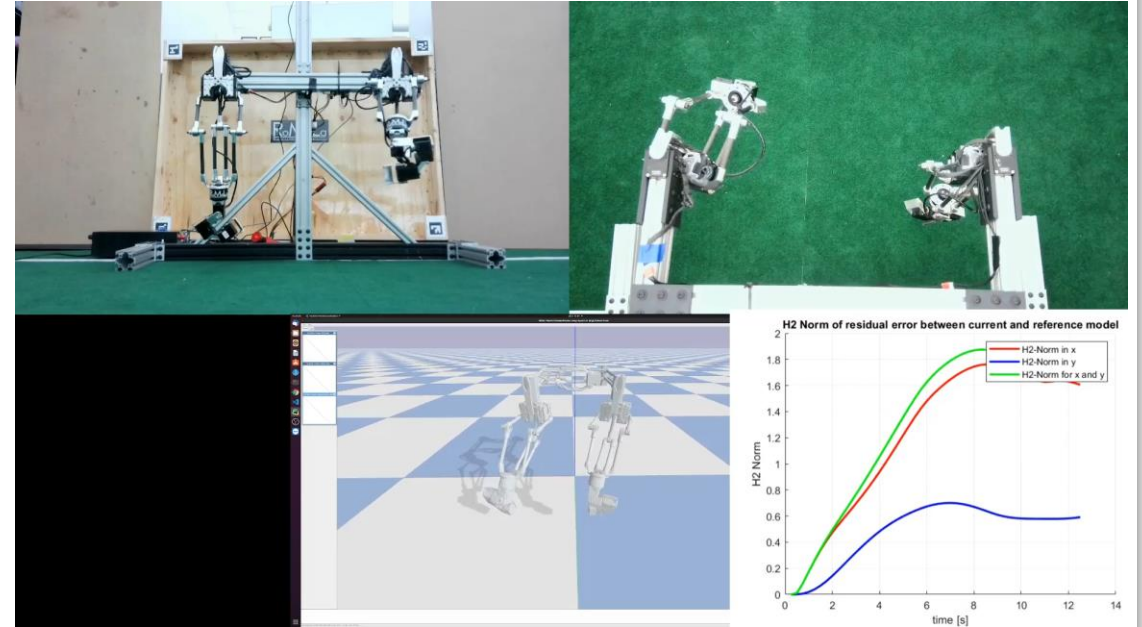 RoMeLa
H2 Norm of residual error between current and reference model
H2-Norm in x
H2-Norm in y
H2-Norm for x and y
H2 Norm
2
1.8
1.6
1.4
1.2
1
0.8
0.6
0.4
0.2
0
0
2
4
6
8
10
12
14
time [s]